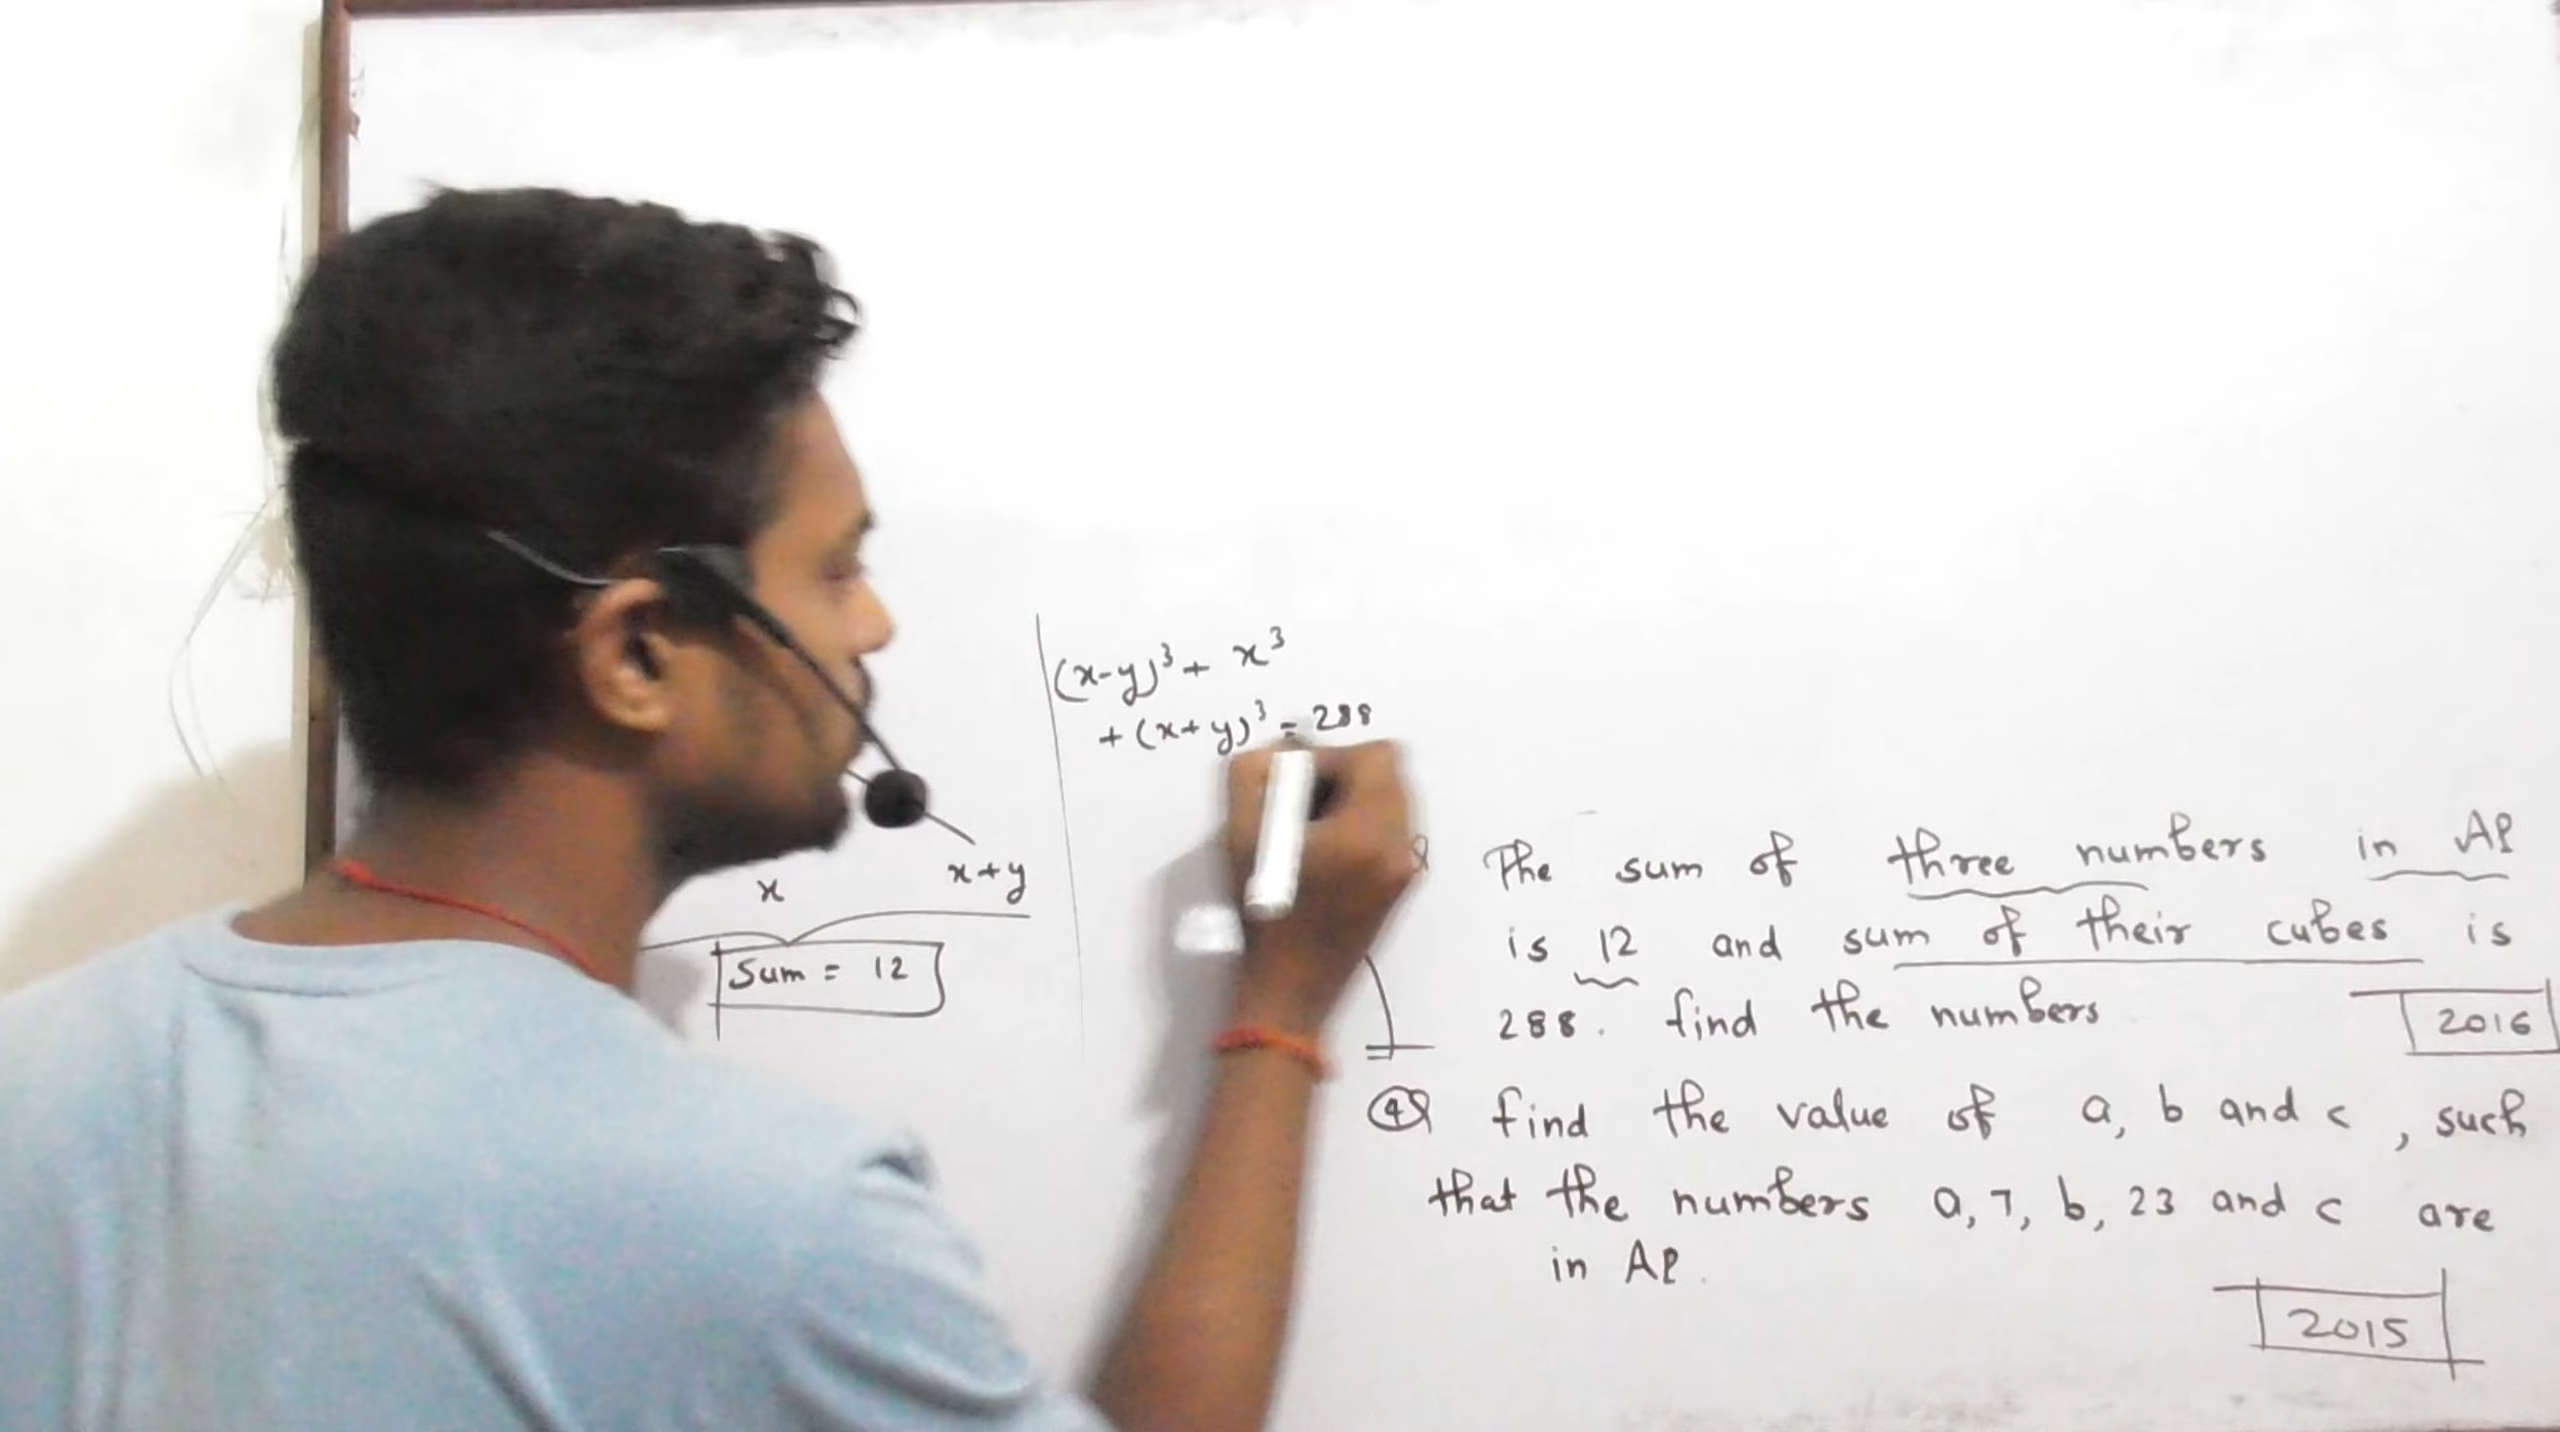 (x-y)³ + x³
+ (x+y)³ = 288
x x+y
Sum = 12
The sum of three numbers in AP
is 12 and sum of their cubes is
288. find the numbers
2016
4Q find the value of a, b and c, such
that the numbers a, 7, b, 23 and c are
in AP.
2015